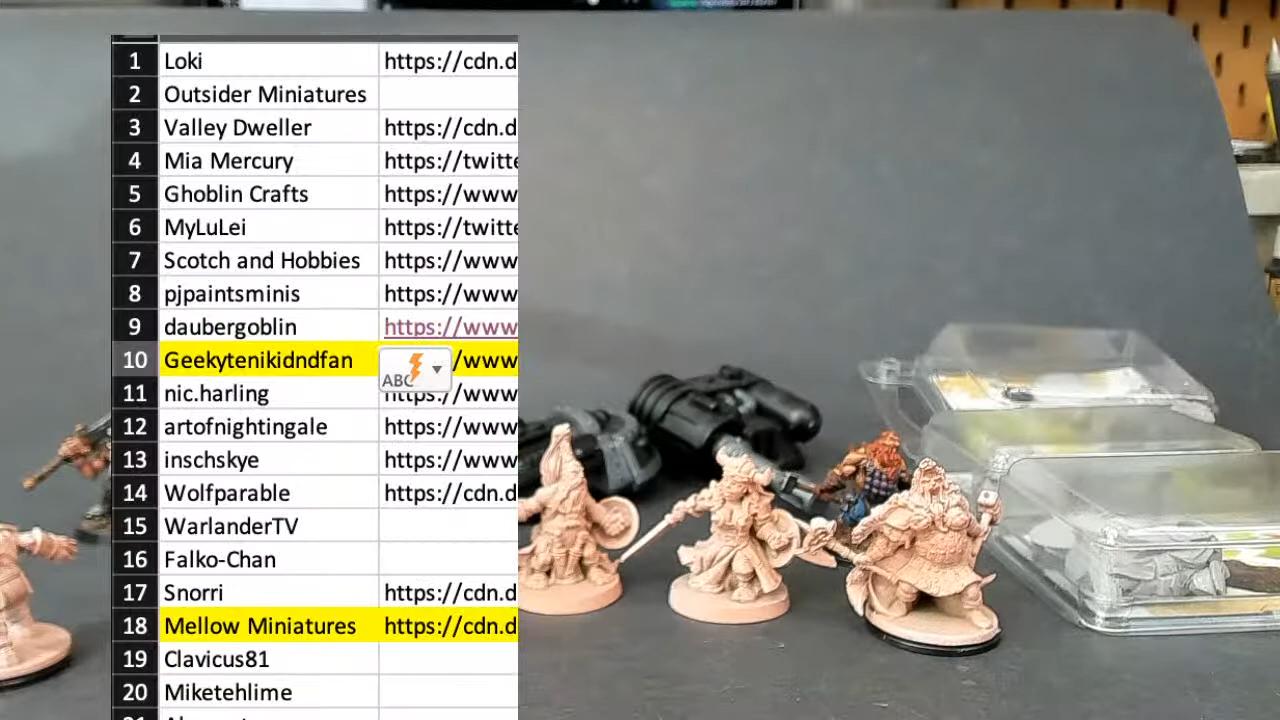 1 Loki https://cdn.d
2 Outsider Miniatures
3 Valley Dweller https://cdn.d
4 Mia Mercury https://twitte
5 Ghoblin Crafts https://www
6 MyLuLei https://twitte
7 Scotch and Hobbies https://www
8 pjpaintsminis https://www
9 daubergoblin https://www
10 Geekytenikidndfan ABC /www
11 nic.harling https://www
12 artofnightingale https://www
13 inschskye https://www
14 Wolfparable https://cdn.d
15 WarlanderTV
16 Falko-Chan
17 Snorri https://cdn.d
18 Mellow Miniatures https://cdn.d
19 Clavicus81
20 Miketehlime